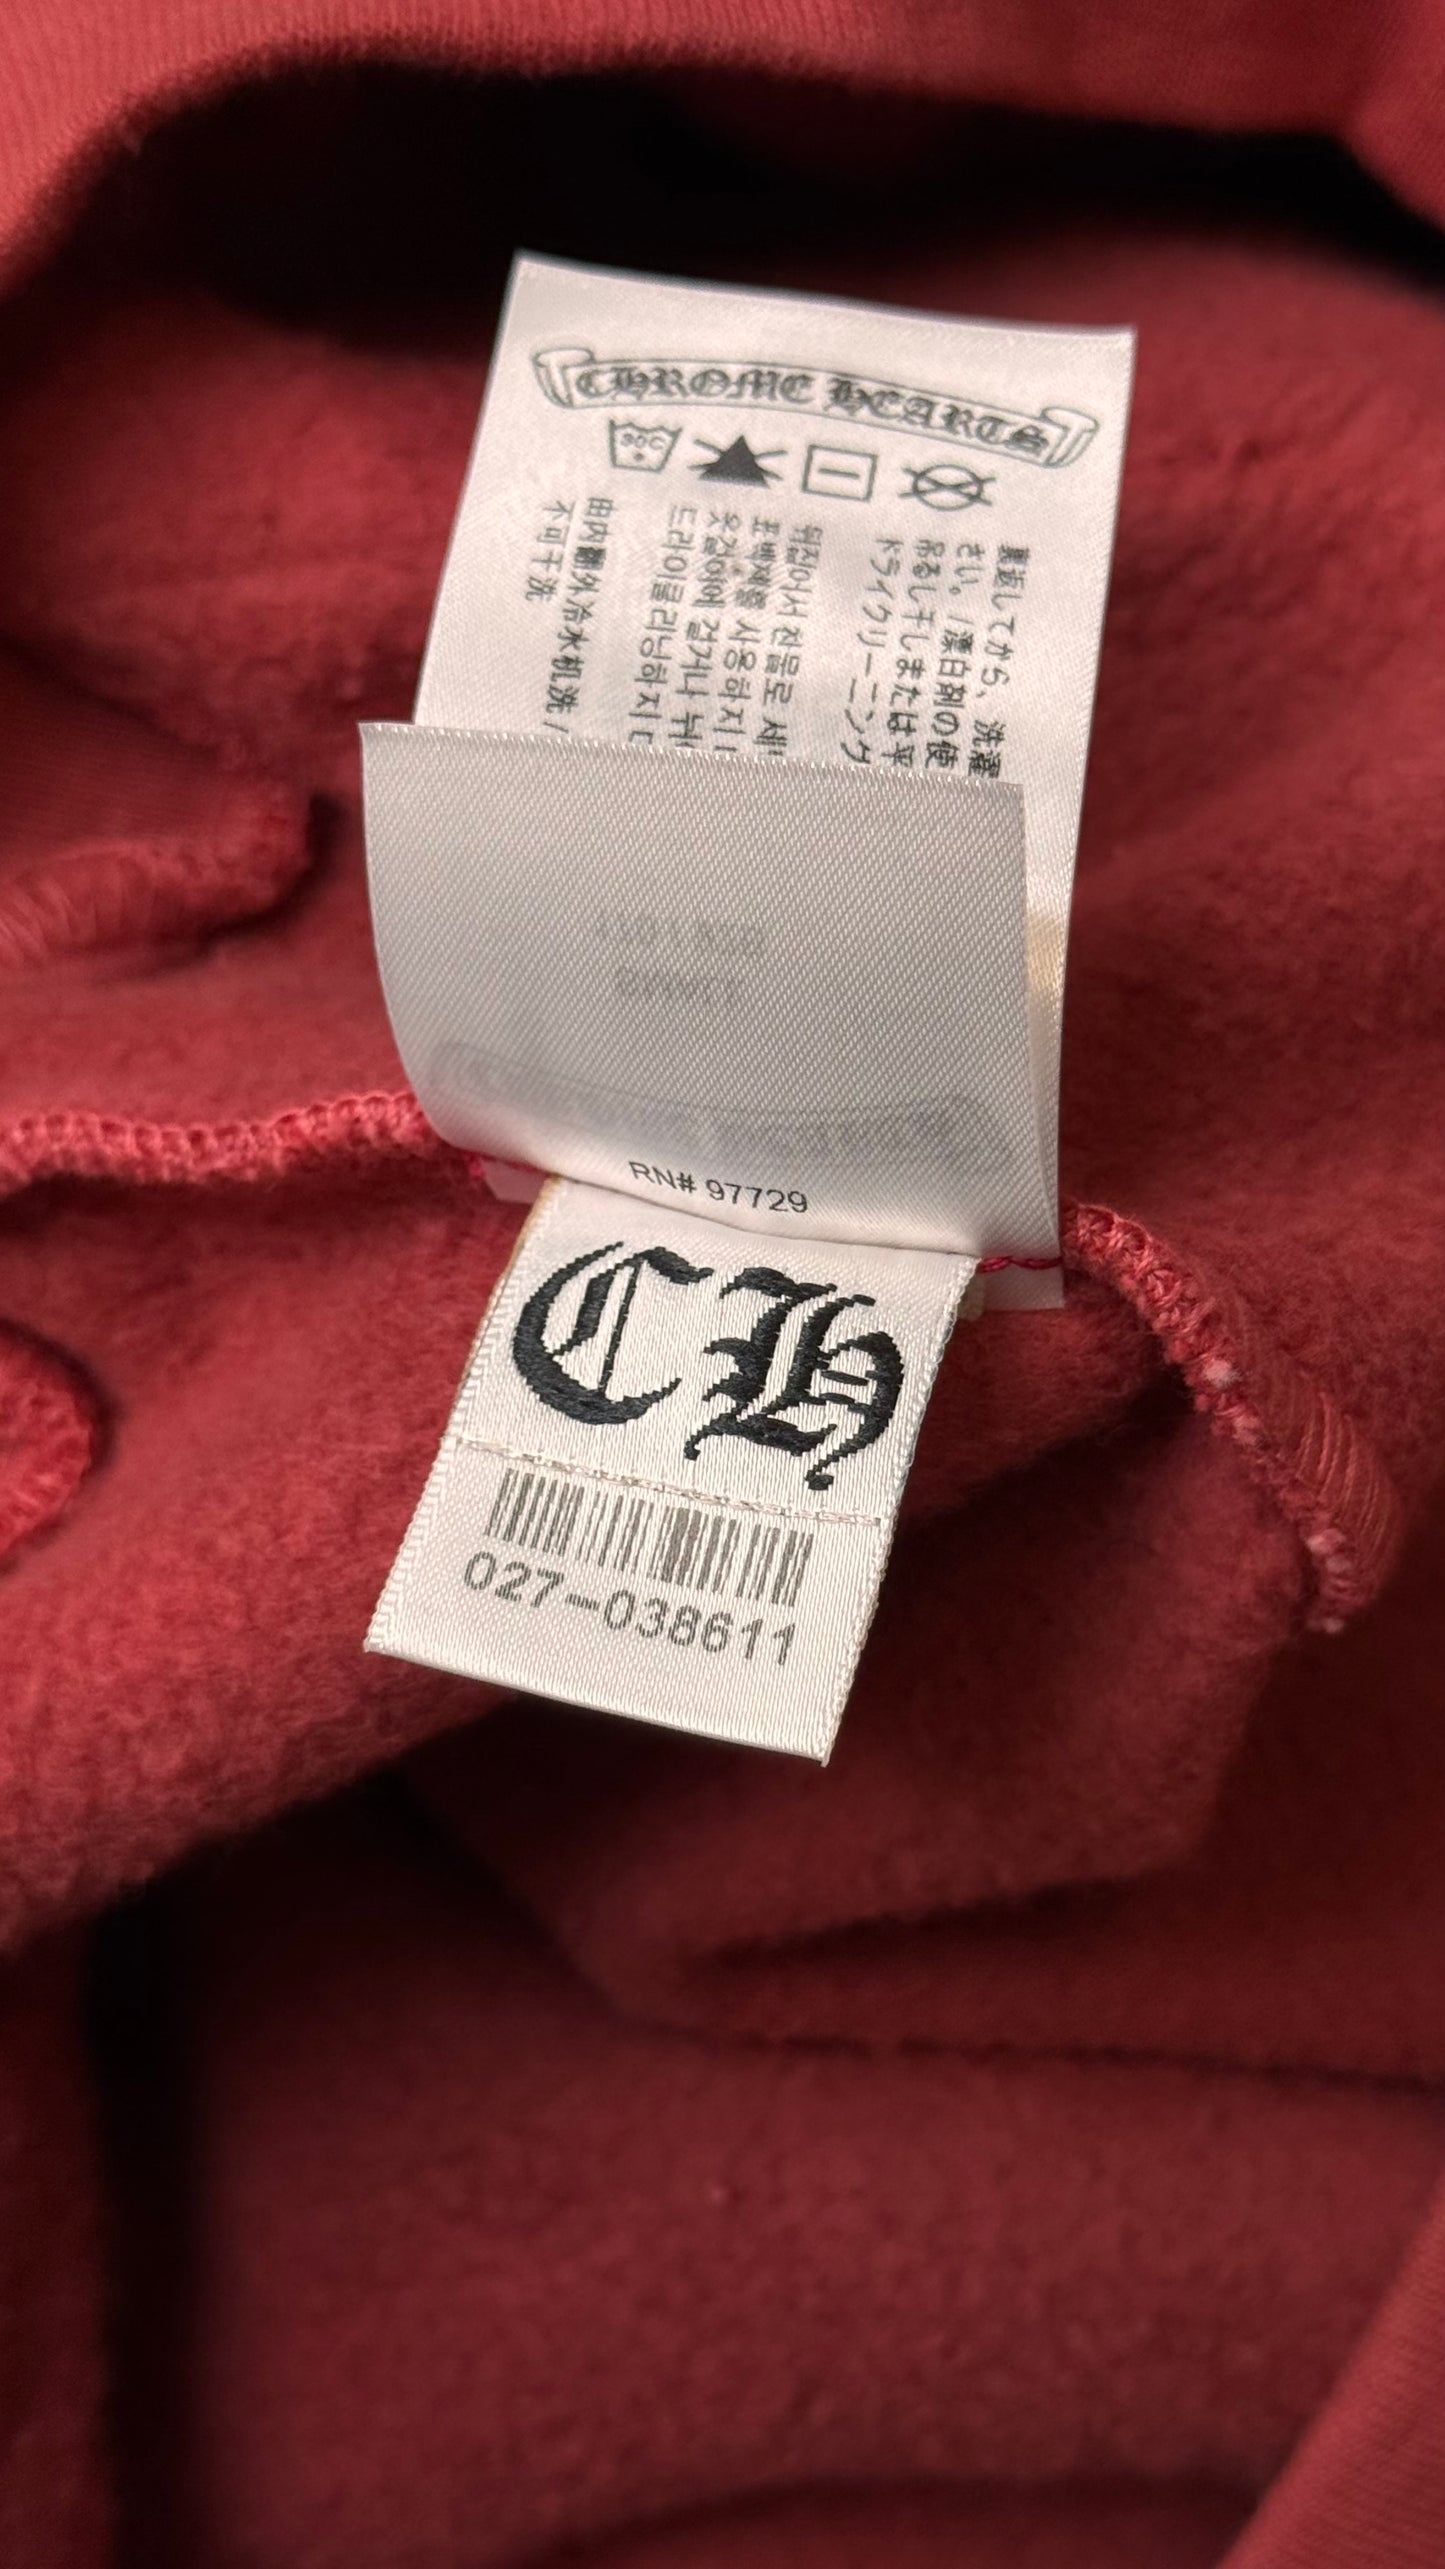 CHROME HEARTS
30C
裏返してから、洗濯
さい。/漂白剤の使
吊るし干しまたは平
ドライクリーニング
뒤집어서 찬물로 세
표백제를 사용하지
옷걸이에 걸거나
드라이클리닝하지
由内翻外冷水机洗 /
不可干洗
RN# 97729
CH
027-038611